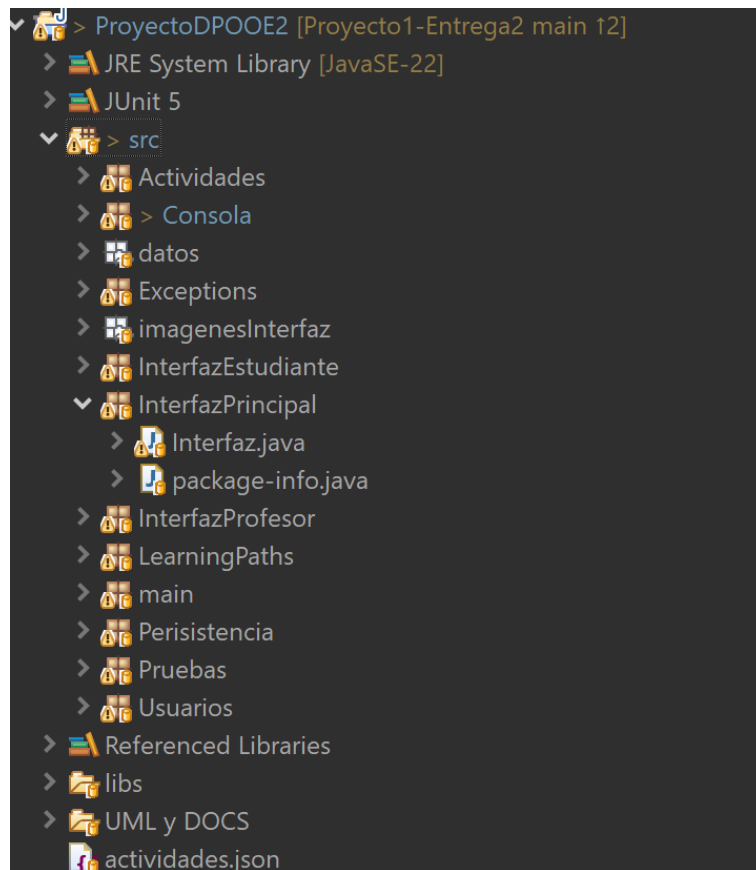 > ProyectoDPOOE2 [Proyecto1-Entrega2 main ↑2]
JRE System Library [JavaSE-22]
JUnit 5
> src
Actividades
> Consola
datos
Exceptions
imagenesInterfaz
InterfazEstudiante
InterfazPrincipal
Interfaz.java
package-info.java
InterfazProfesor
LearningPaths
main
Perisistencia
Pruebas
Usuarios
Referenced Libraries
libs
UML y DOCS
actividades.json